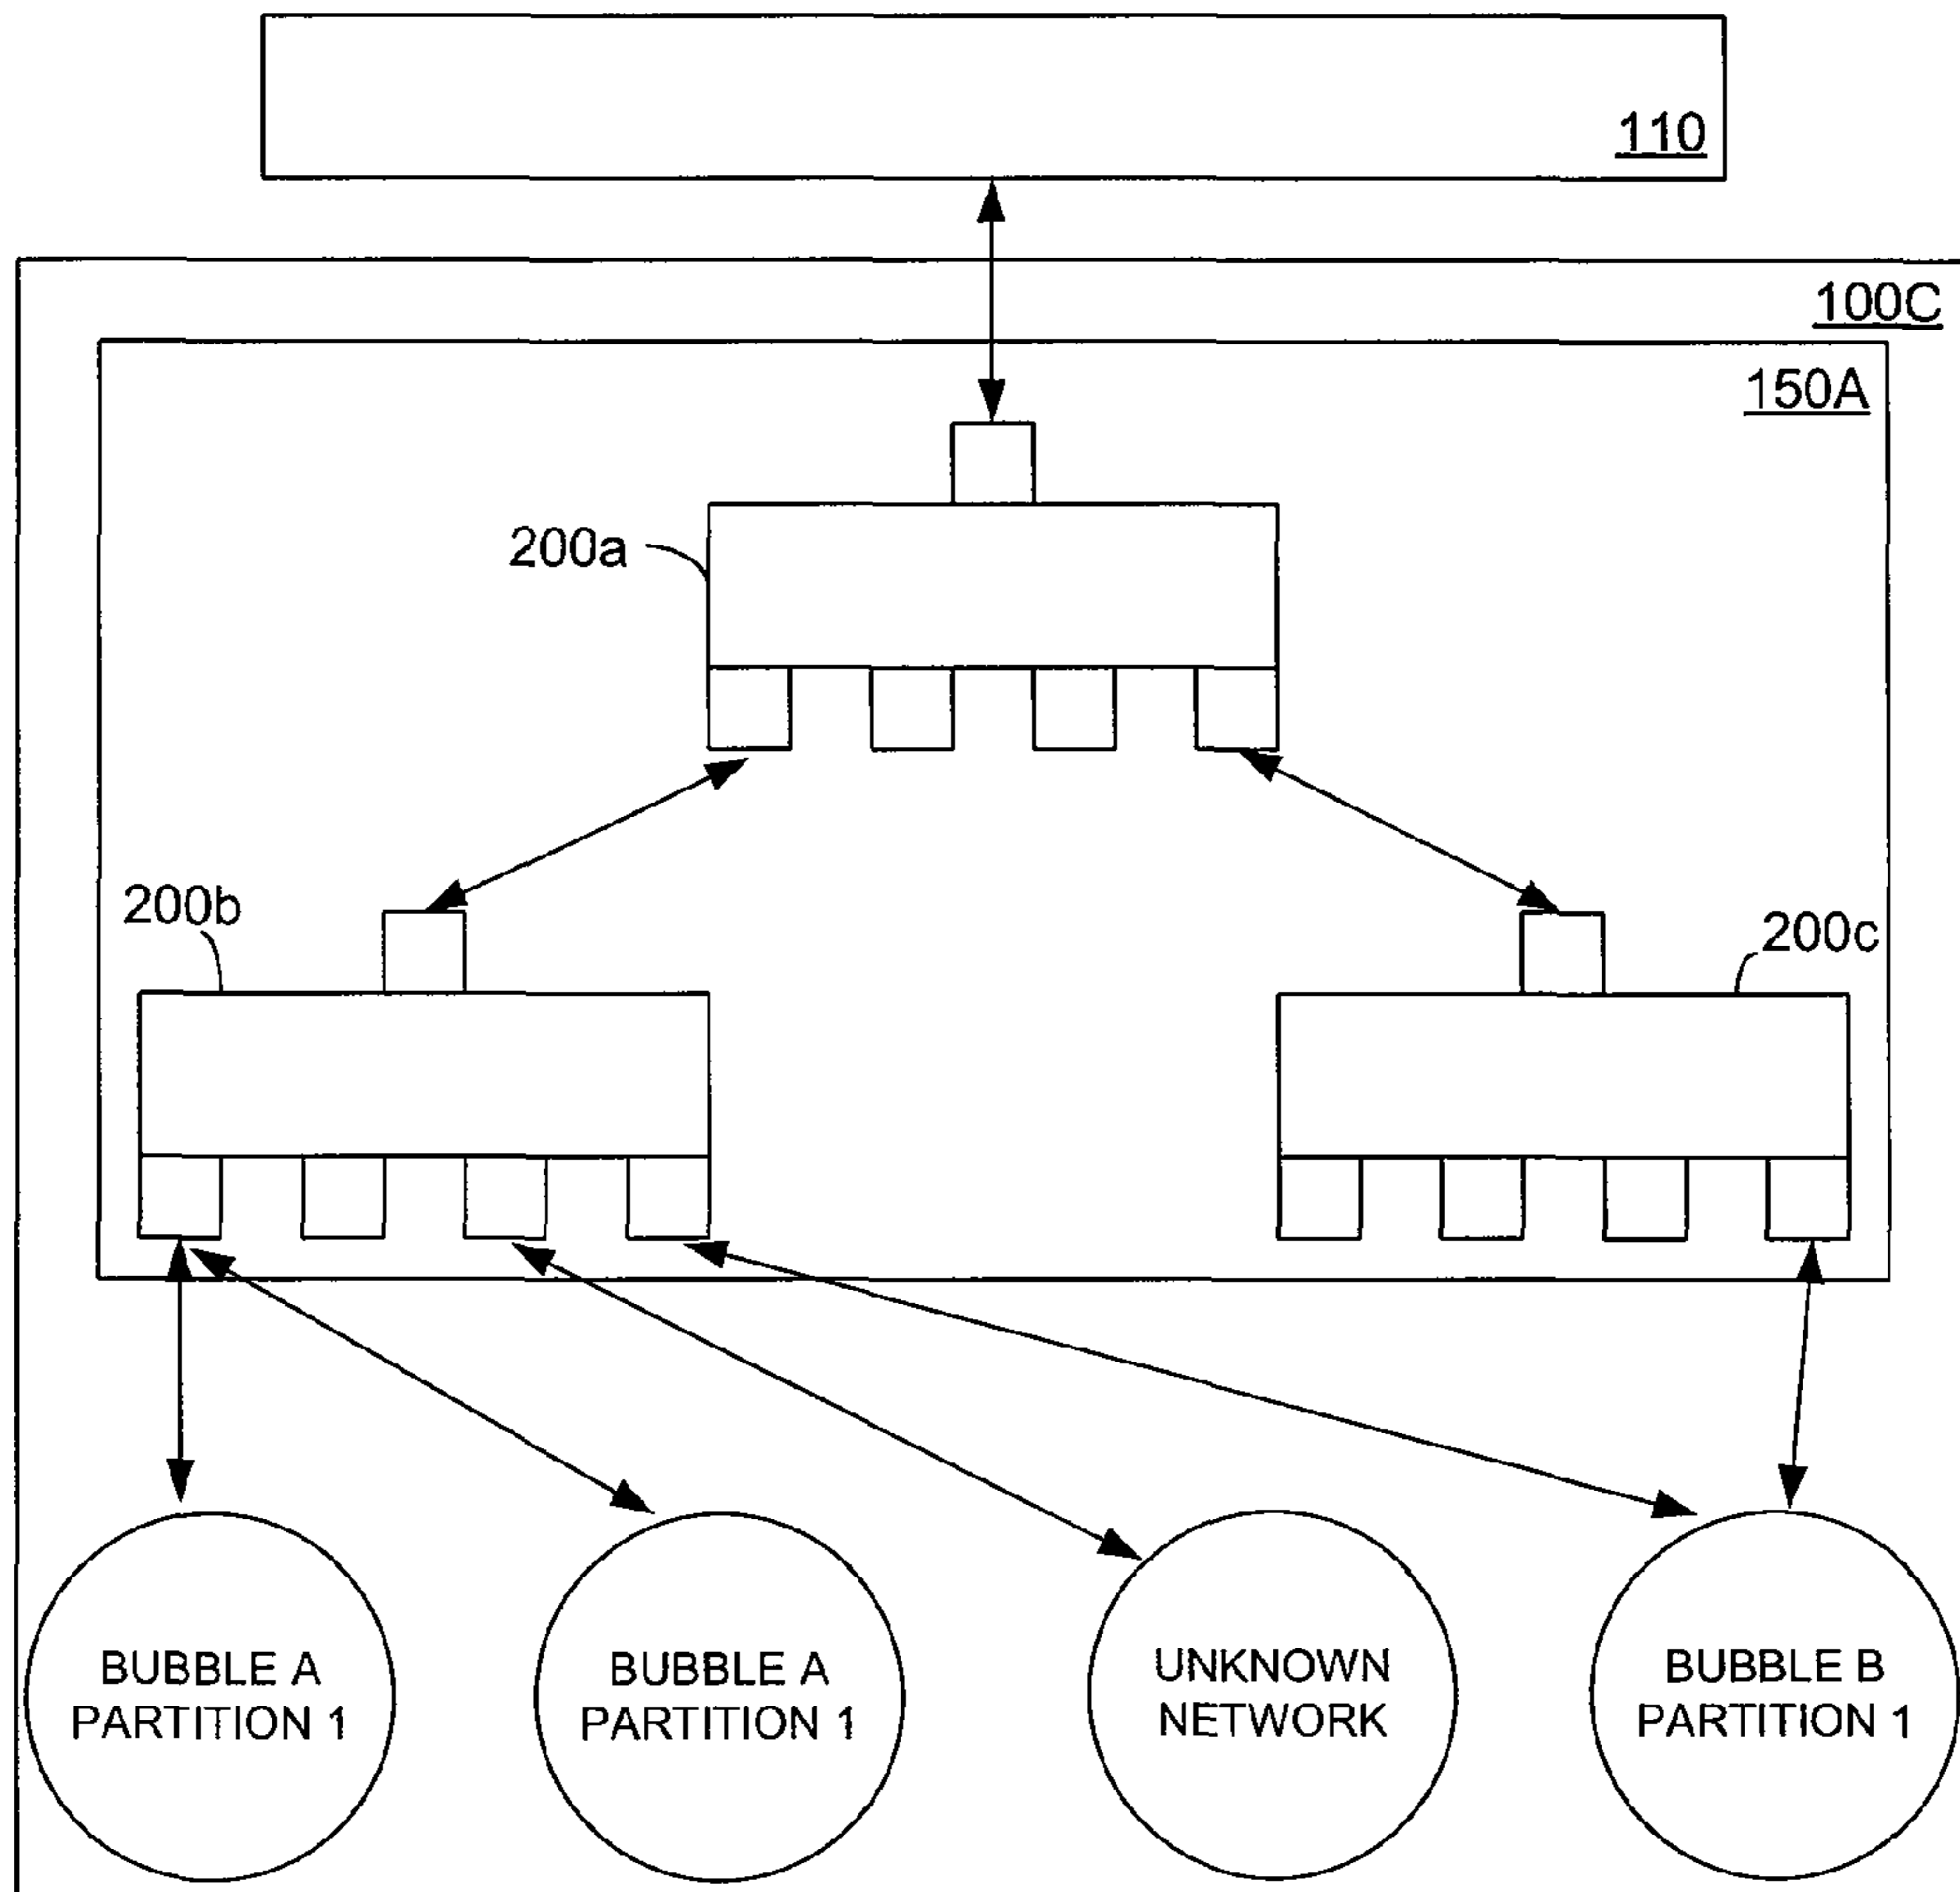 110
100C
150A
200a
200b
200c
BUBBLE A
PARTITION 1
BUBBLE A
PARTITION 1
UNKNOWN
NETWORK
BUBBLE B
PARTITION 1